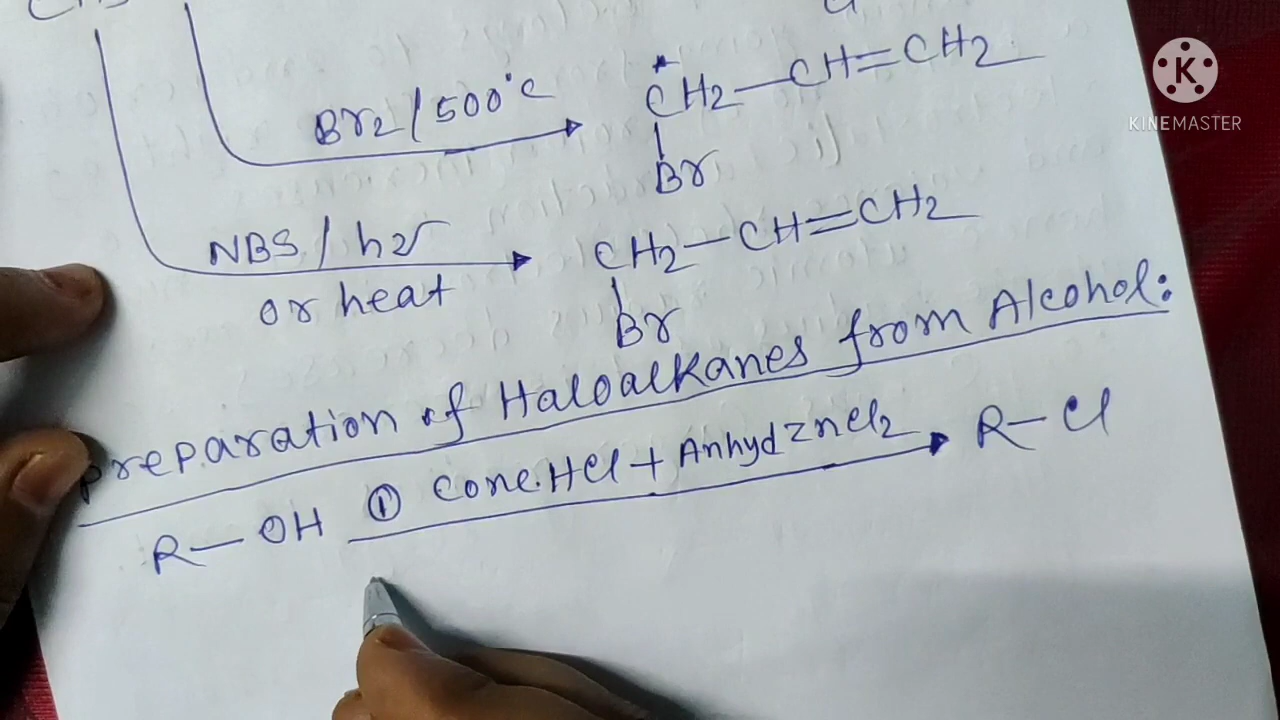 Br2/500°C CH2-CH=CH2
Br
NBS/hν CH2-CH=CH2
or heat
Br
Preparation of Haloalkanes from Alcohol:
R-OH ① Conc.HCl+Anhyd ZnCl2 R-Cl
KINEMASTER